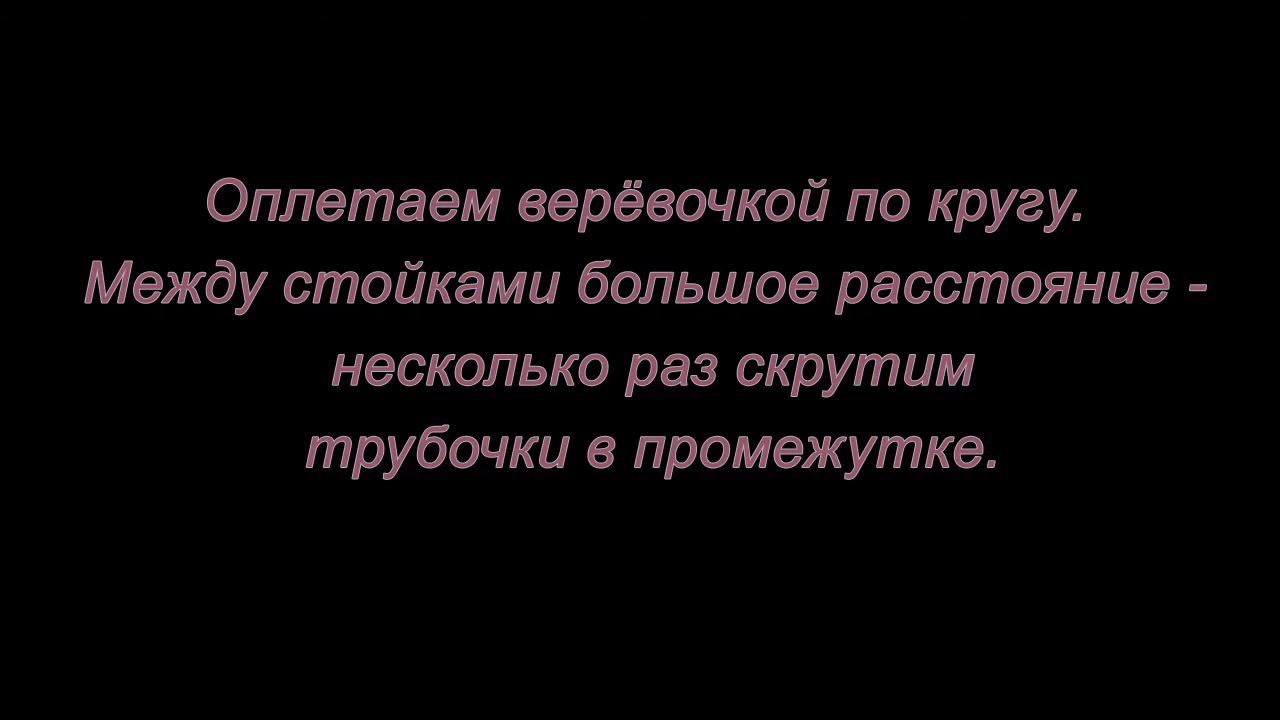 Оплетаем верёвочкой по кругу.
Между стойками большое расстояние -
несколько раз скрутим
трубочки в промежутке.